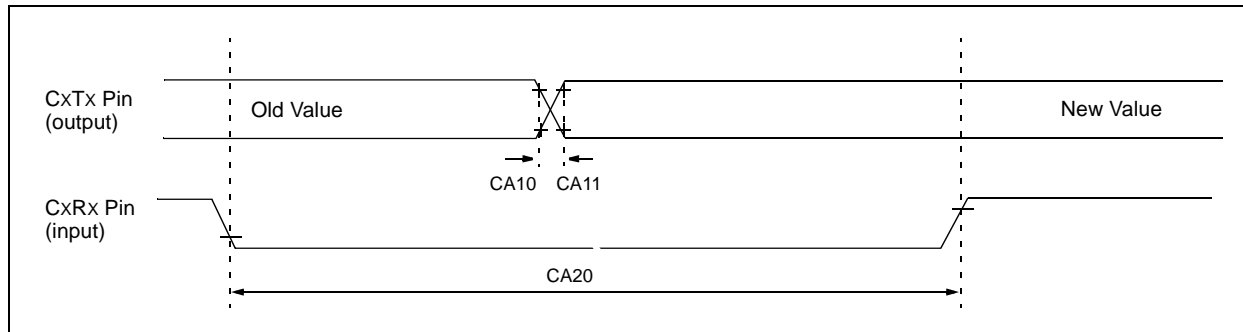 CxTx Pin
(output)
Old Value
New Value
CA10
CA11
CxRx Pin
(input)
CA20